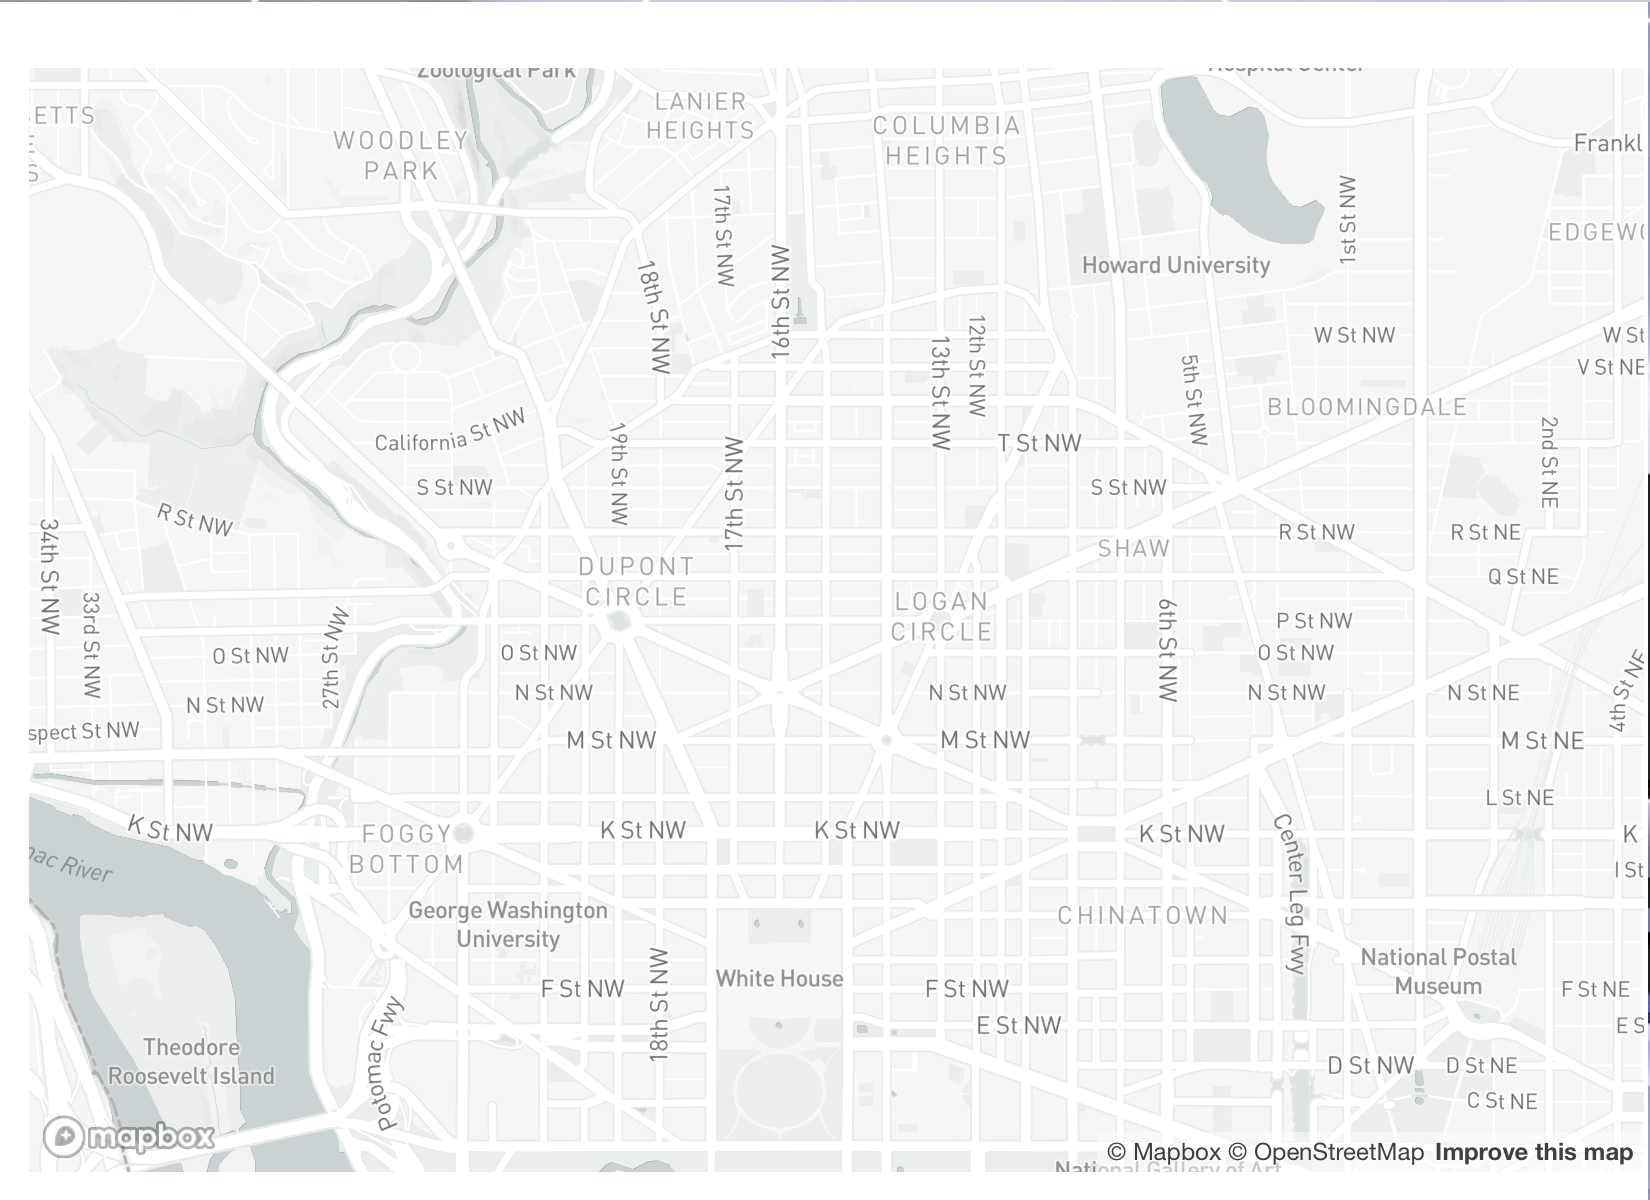 Zoological Park
Hospital Center
ETTS
LANIER
HEIGHTS
COLUMBIA
HEIGHTS
WOODLEY
PARK
Frankl
S
17th St NW
1st St NW
EDGEWO
16th St NW
Howard University
18th St NW
12th St NW
W St NW
W St
13th St NW
5th St NW
V St NE
BLOOMINGDALE
California St NW
19th St NW
17th St NW
T St NW
2nd St NE
S St NW
S St NW
R St NW
34th St NW
R St NW
R St NE
SHAW
DUPONT
CIRCLE
Q St NE
33rd St NW
LOGAN
CIRCLE
6th St NW
27th St NW
P St NW
O St NW
O St NW
O St NW
4th St NE
N St NW
N St NW
N St NW
N St NW
N St NE
spect St NW
M St NW
M St NW
M St NE
L St NE
K St NW
FOGGY
BOTTOM
K St NW
K St NW
K St NW
K
Center Leg Fwy
mac River
I St
George Washington
University
CHINATOWN
18th St NW
White House
National Postal
Museum
F St NW
F St NW
F St NE
Potomac Fwy
E St NW
E S
Theodore
Roosevelt Island
D St NW
D St NE
C St NE
mapbox
© Mapbox © OpenStreetMap Improve this map
National Gallery of Art